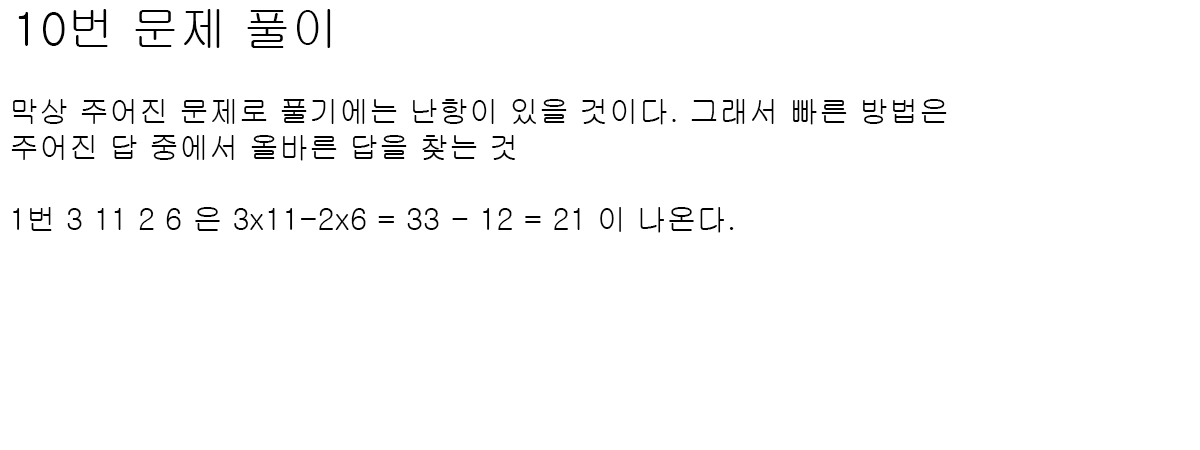 10번 문제 풀이
막상 주어진 문제로 풀기에는 난항이 있을 것이다. 그래서 빠른 방법은
주어진 답 중에서 올바른 답을 찾는 것
1번 3 11 2 6 은 3x11-2x6 = 33 - 12 = 21 이 나온다.